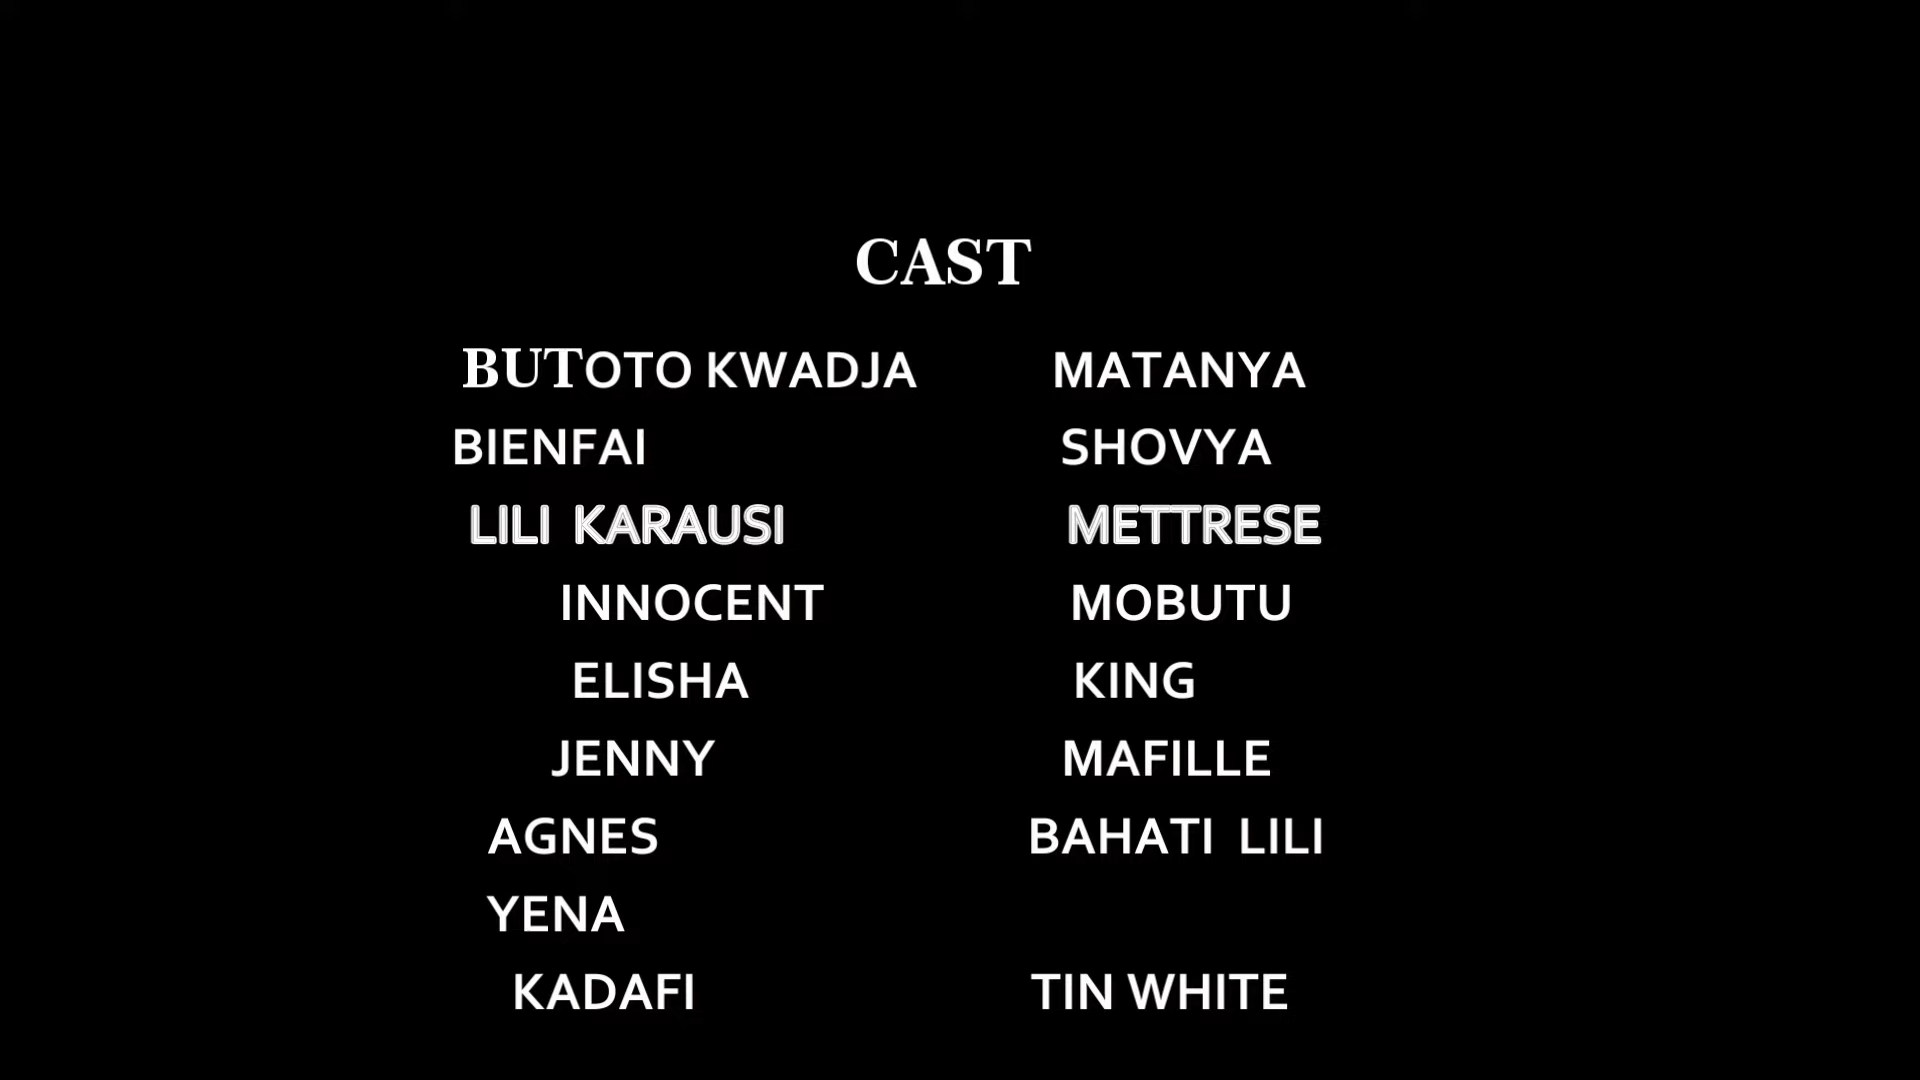 CAST
BUTOTO KWADJA MATANYA
BIENFAI SHOVYA
LILI KARAUSI METTRESE
INNOCENT MOBUTU
ELISHA KING
JENNY MAFILLE
AGNES BAHATI LILI
YENA
KADAFI TIN WHITE